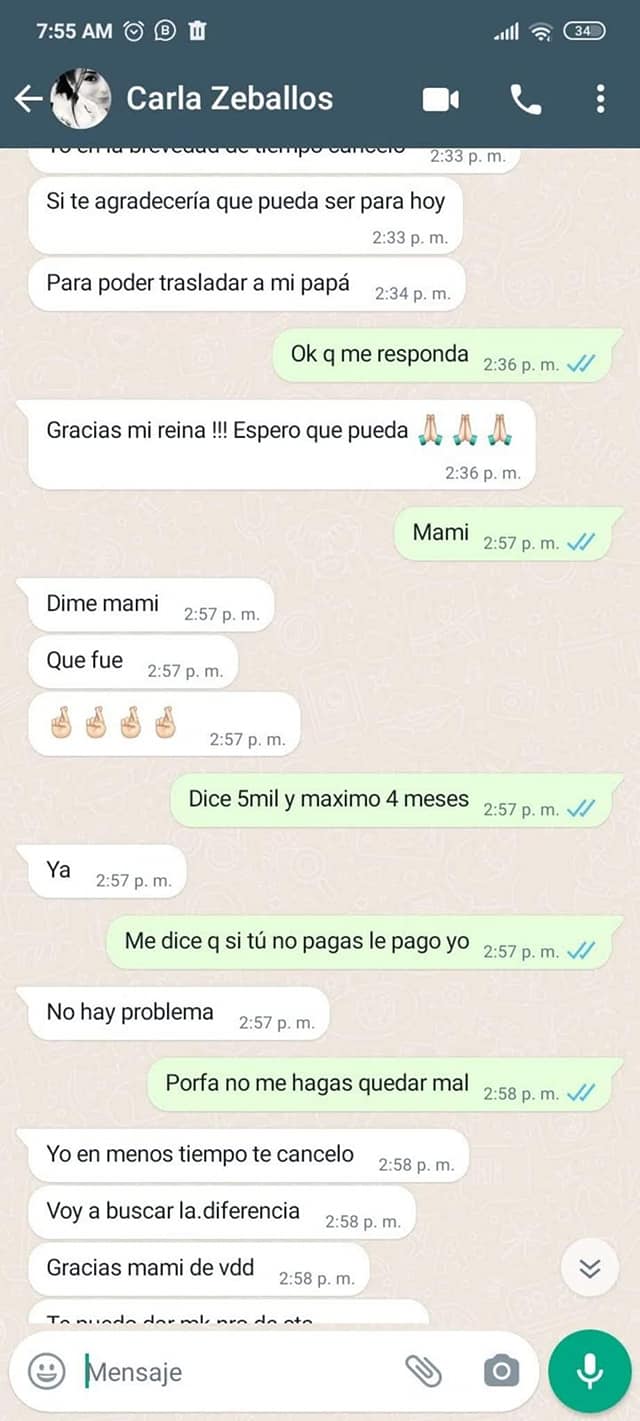 7:55 AM
34
Carla Zeballos
2:33 p. m.
Si te agradecería que pueda ser para hoy
2:33 p. m.
Para poder trasladar a mi papá 2:34 p. m.
Ok q me responda 2:36 p. m.
Gracias mi reina !!! Espero que pueda 🙏🏻 🙏🏻 🙏🏻
2:36 p. m.
Mami 2:57 p. m.
Dime mami 2:57 p. m.
Que fue 2:57 p. m.
🤞🏻 🤞🏻 🤞🏻 🤞🏻 2:57 p. m.
Dice 5mil y maximo 4 meses 2:57 p. m.
Ya 2:57 p. m.
Me dice q si tú no pagas le pago yo 2:57 p. m.
No hay problema 2:57 p. m.
Porfa no me hagas quedar mal 2:58 p. m.
Yo en menos tiempo te cancelo 2:58 p. m.
Voy a buscar la.diferencia 2:58 p. m.
Gracias mami de vdd 2:58 p. m.
Mensaje